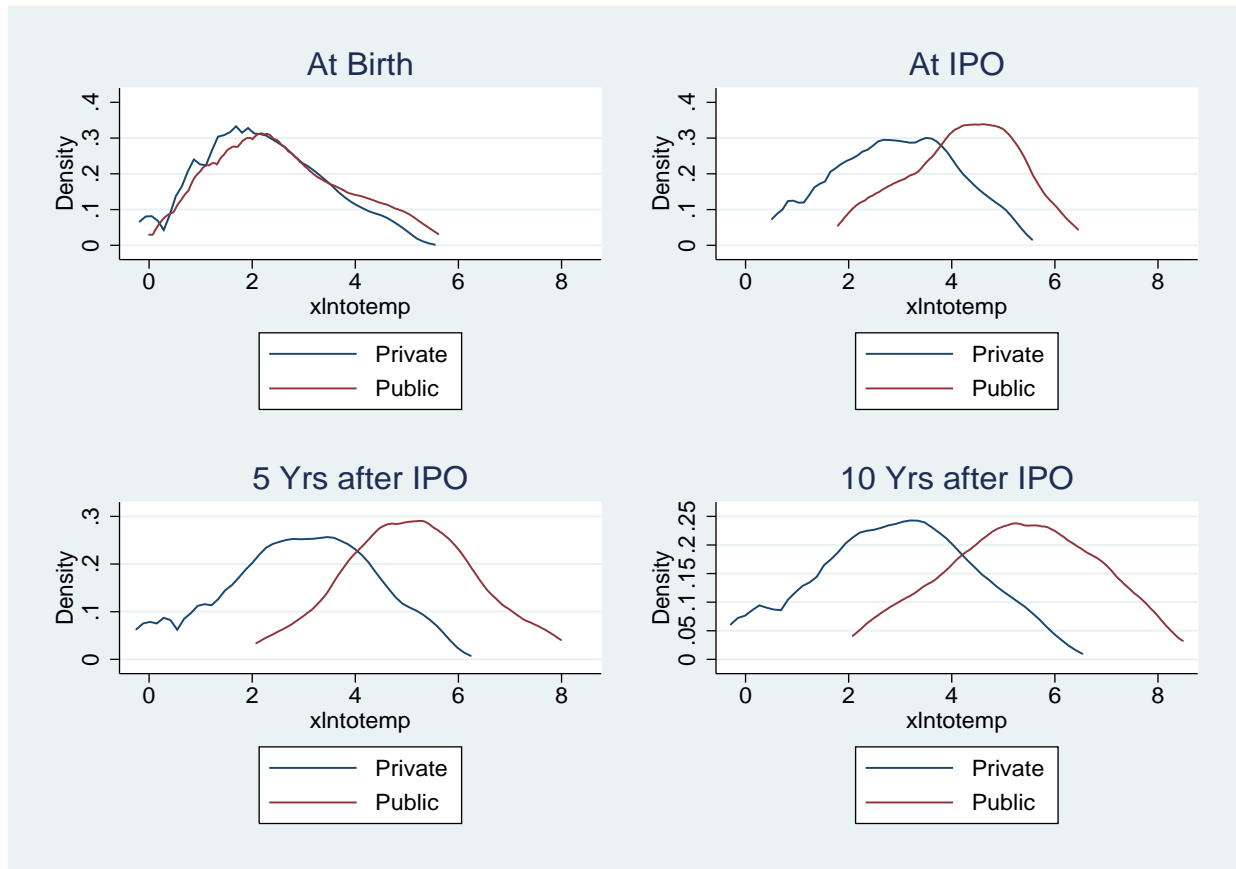 At Birth
Density
0 .1 .2 .3 .4
0 2 4 6 8
xlntotemp
Private
Public
At IPO
Density
0 .1 .2 .3 .4
0 2 4 6 8
xlntotemp
Private
Public
5 Yrs after IPO
Density
0 .1 .2 .3
0 2 4 6 8
xlntotemp
Private
Public
10 Yrs after IPO
Density
0 .05 .1 .15 .2 .25
0 2 4 6 8
xlntotemp
Private
Public